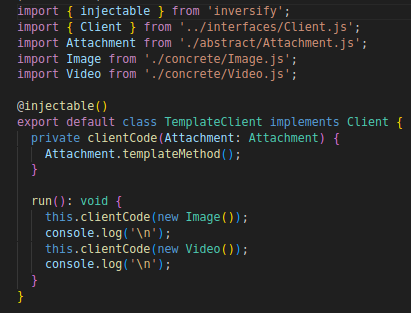 import { injectable } from 'inversify';
import { Client } from '../interfaces/Client.js';
import Attachment from './abstract/Attachment.js';
import Image from './concrete/Image.js';
import Video from './concrete/Video.js';
@injectable()
export default class TemplateClient implements Client {
private clientCode(Attachment: Attachment) {
Attachment.templateMethod();
}
run(): void {
this.clientCode(new Image());
console.log('\n');
this.clientCode(new Video());
console.log('\n');
}
}